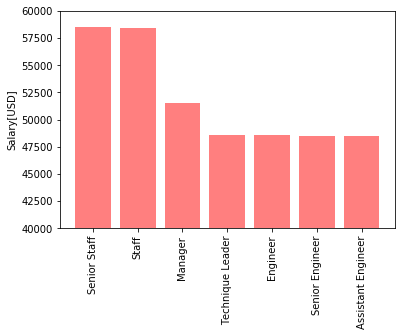 60000
57500
55000
52500
50000
47500
45000
42500
40000
Salary[USD]
Senior Staff
Staff
Manager
Technique Leader
Engineer
Senior Engineer
Assistant Engineer